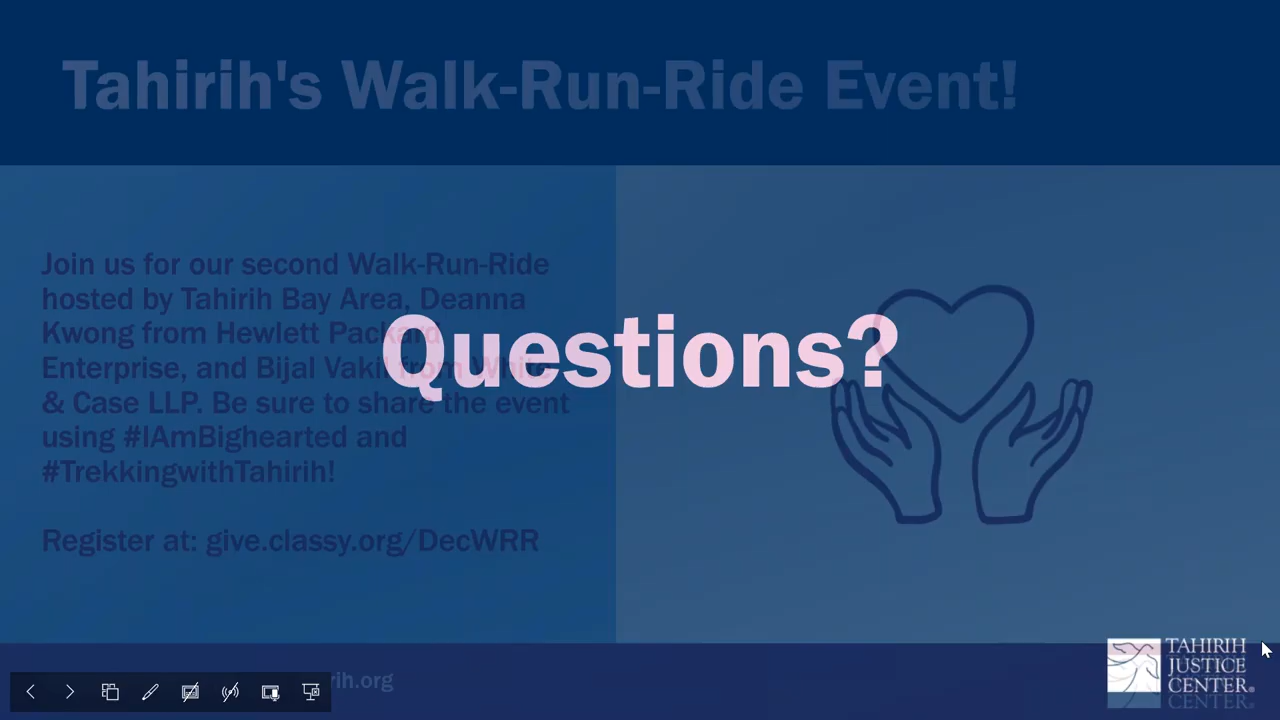 Tahirih's Walk-Run-Ride Event!
Join us for our second Walk-Run-Ride
hosted by Tahirih Bay Area, Deanna
Kwong from Hewlett Packard
Enterprise, and Bijal Vakil from White
& Case LLP. Be sure to share the event
using #IAmBighearted and
#TrekkingwithTahirih!
Register at: give.classy.org/DecWRR
Questions?
rih.org
TAHIRIH
JUSTICE
CENTER®